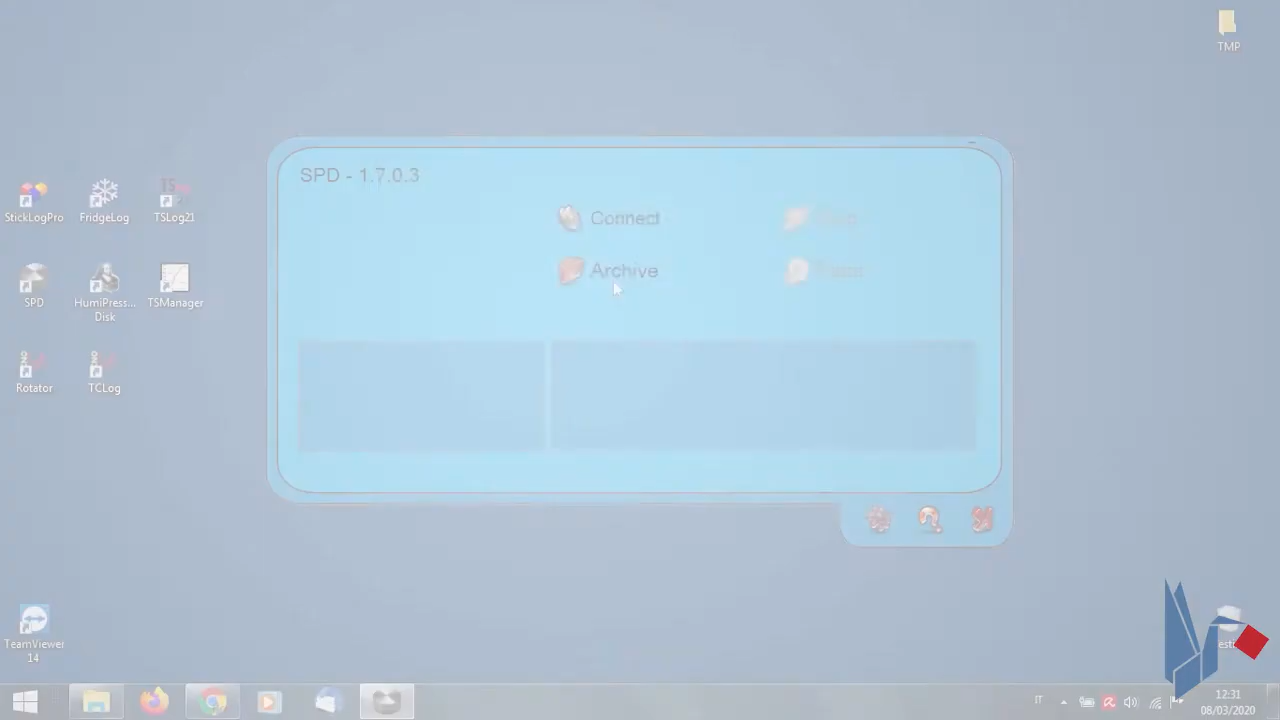 TMP
SPD - 1.7.0.3
Connect
Archive
StickLogPro
FridgeLog
TSLog21
SPD
HumiPress...
Disk
TSManager
Rotator
TCLog
TeamViewer
14
IT
12:31
08/03/2020